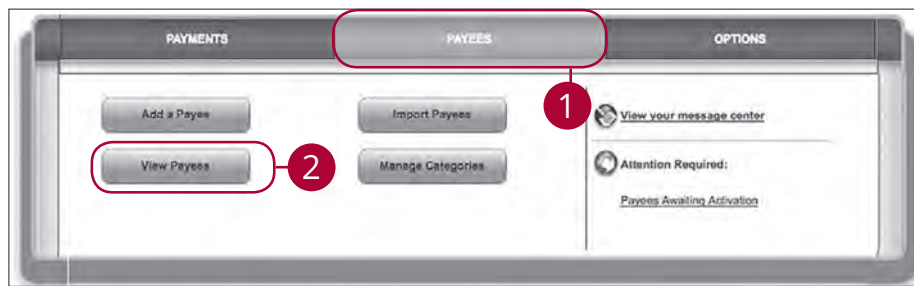 PAYMENTS PAYEES OPTIONS
Add a Payee Import Payees 1 View your message center
View Payees 2 Manage Categories Attention Required:
Payees Awaiting Activation